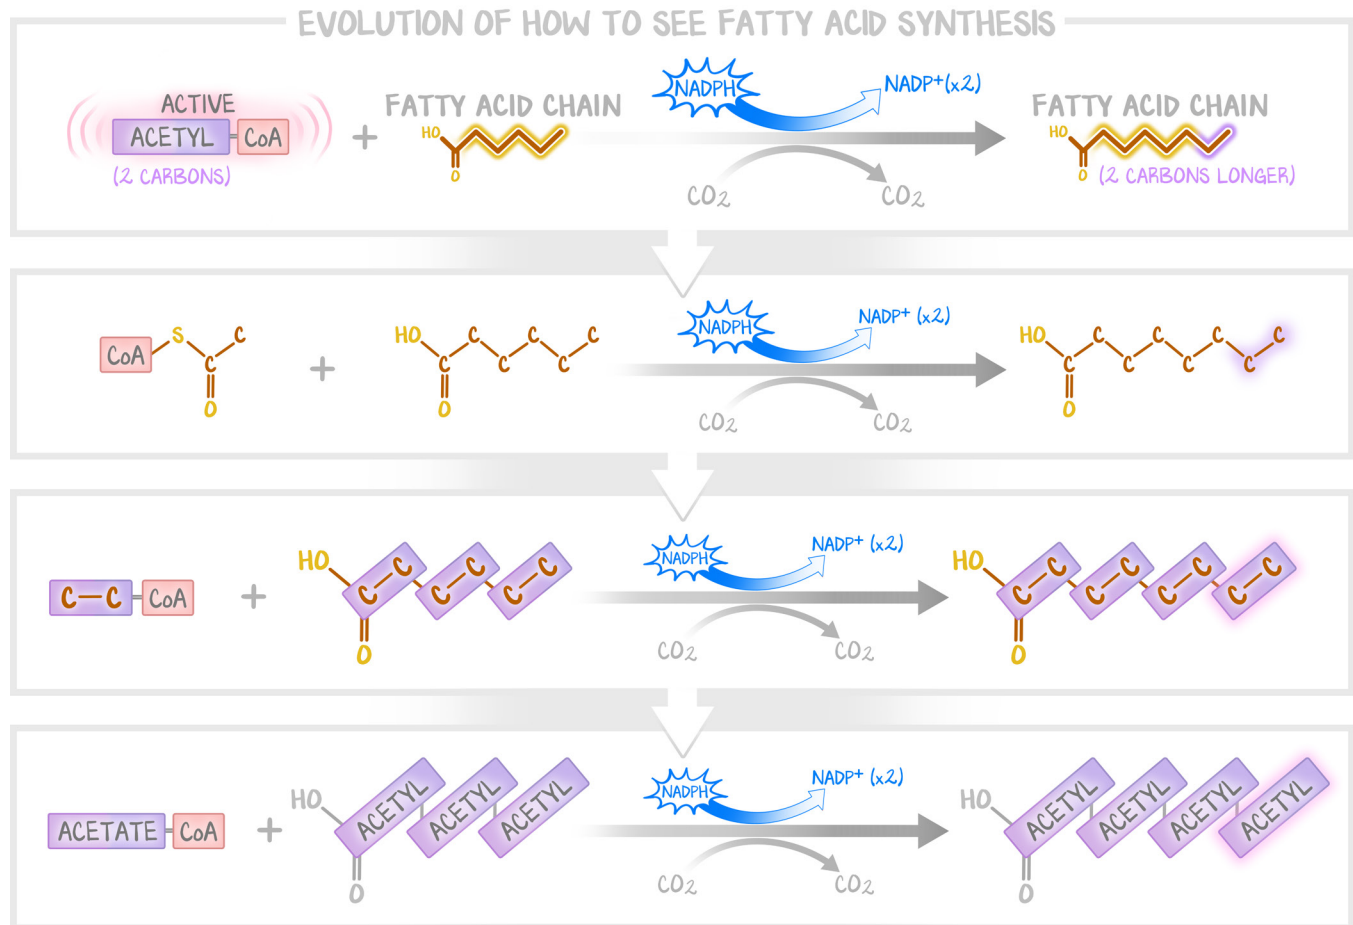 EVOLUTION OF HOW TO SEE FATTY ACID SYNTHESIS
ACTIVE
ACETYL CoA
(2 CARBONS)
+
FATTY ACID CHAIN
HO
O
NADPH
NADP+(x2)
CO2 CO2
FATTY ACID CHAIN
HO
O
(2 CARBONS LONGER)
CoA S C
C
O
+
HO C C C
C C C
O
NADPH
NADP+ (x2)
CO2 CO2
HO C C C C
C C C C
O
C-C CoA
+
HO
C-C C-C C-C
O
NADPH
NADP+ (x2)
CO2 CO2
HO
C-C C-C C-C C-C
O
ACETATE CoA
+
HO
ACETYL ACETYL ACETYL
O
NADPH
NADP+ (x2)
CO2 CO2
HO
ACETYL ACETYL ACETYL ACETYL
O